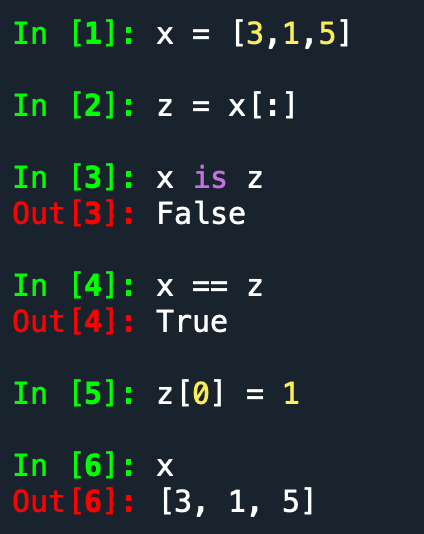 In [1]: x = [3,1,5]
In [2]: z = x[:]
In [3]: x is z
Out[3]: False
In [4]: x == z
Out[4]: True
In [5]: z[0] = 1
In [6]: x
Out[6]: [3, 1, 5]